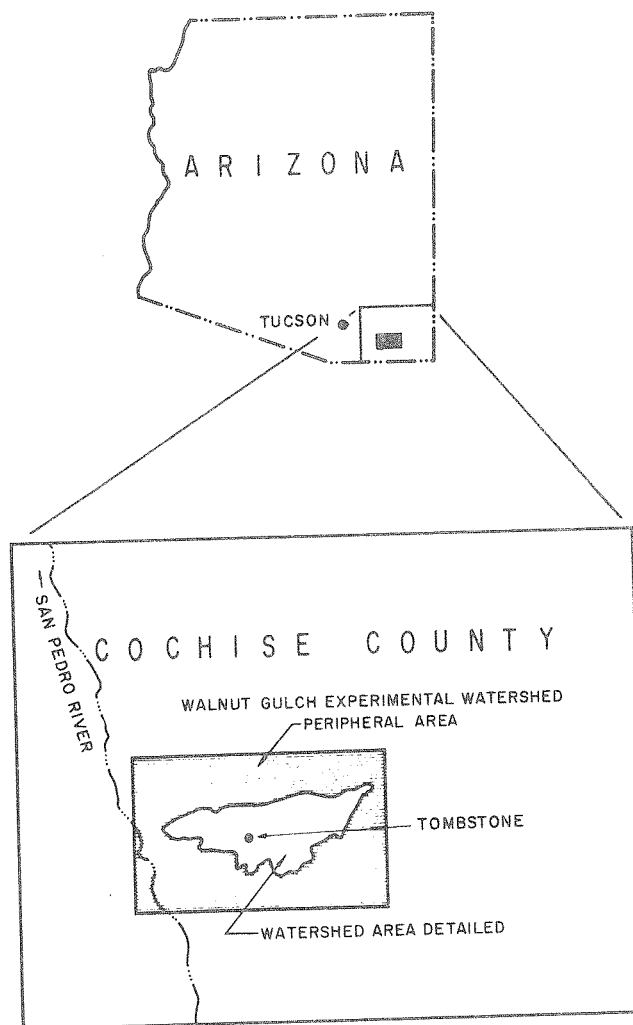 ARIZONA
TUCSON
SAN PEDRO RIVER
COCHISE COUNTY
WALNUT GULCH EXPERIMENTAL WATERSHED
PERIPHERAL AREA
TOMBSTONE
WATERSHED AREA DETAILED